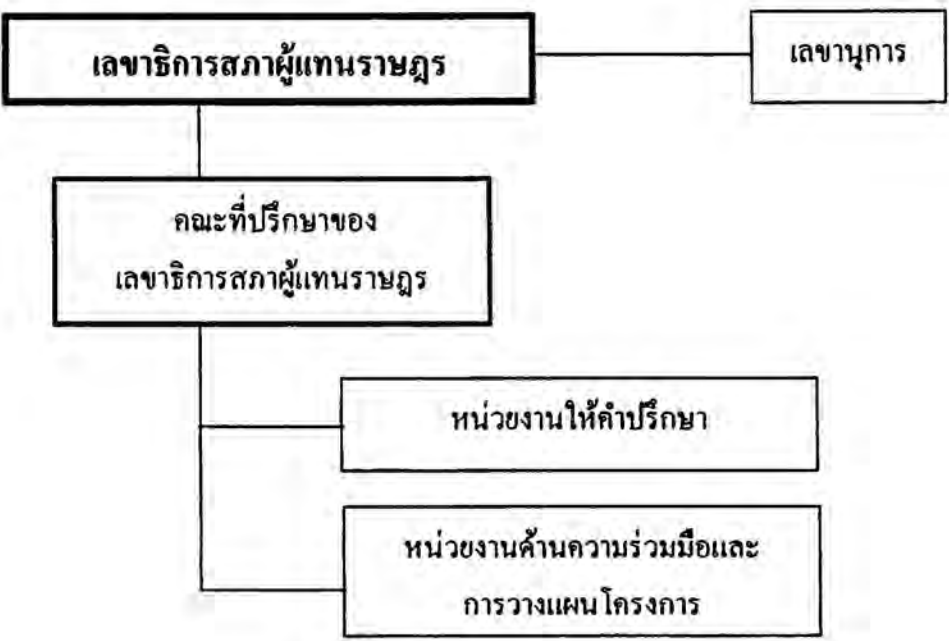 เลขาธิการสภาผู้แทนราษฎร
เลขานุการ
คณะที่ปรึกษาของ
เลขาธิการสภาผู้แทนราษฎร
หน่วยงานให้คำปรึกษา
หน่วยงานด้านความร่วมมือและ
การวางแผนโครงการ